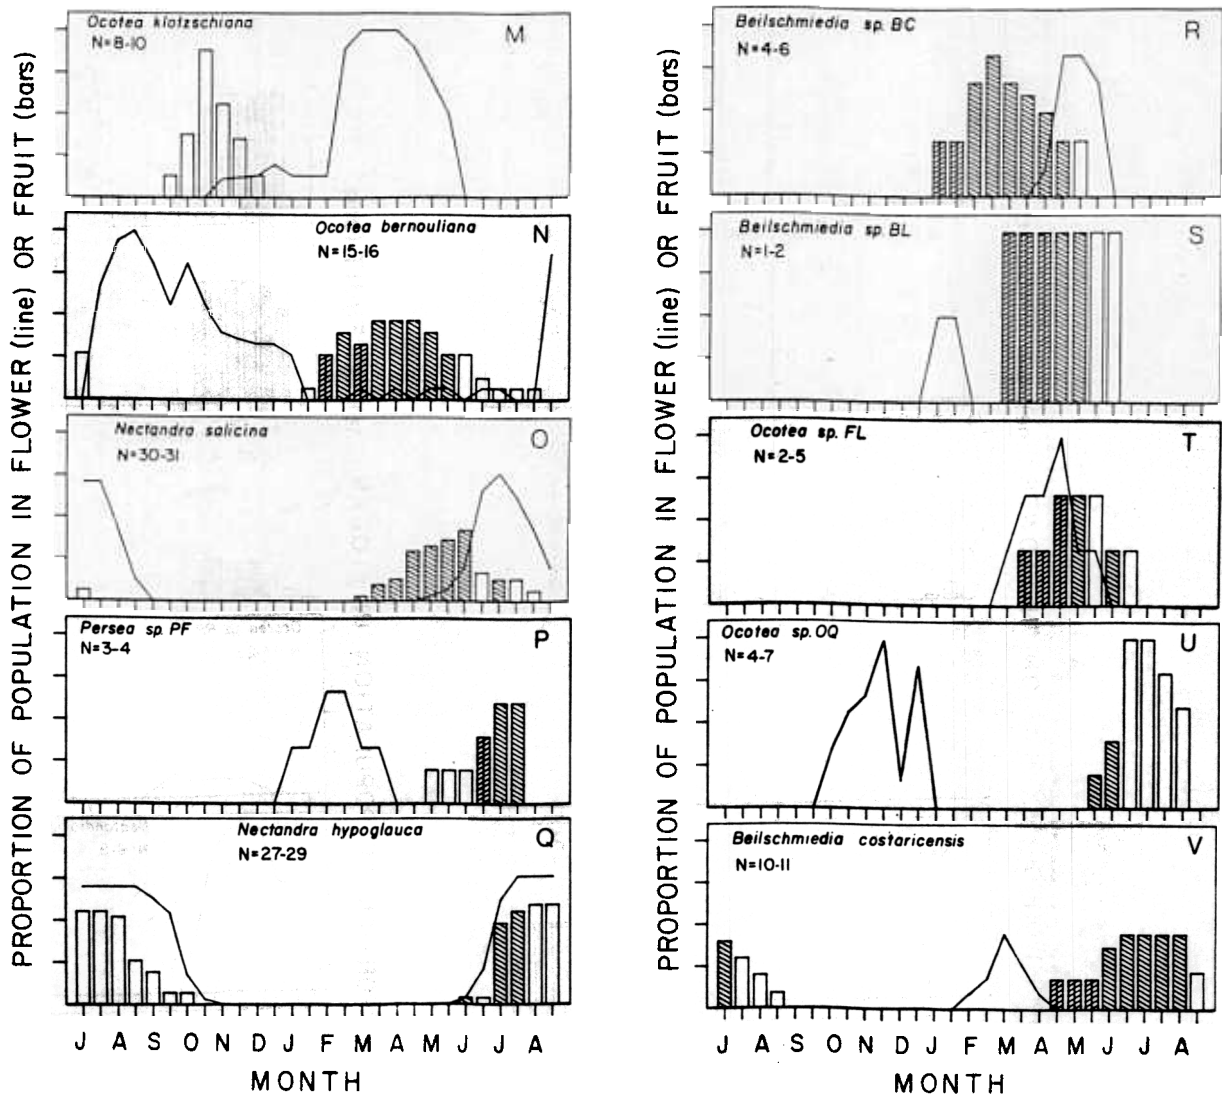 PROPORTION OF POPULATION IN FLOWER (line) OR FRUIT (bars)
Ocotea klotzschiana
N=8-10
M
Ocotea bernouliana
N=15-16
N
Nectandra salicina
N=30-31
O
Persea sp. PF
N=3-4
P
Nectandra hypoglauca
N=27-29
Q
J A S O N D J F M A M J J A
MONTH
PROPORTION OF POPULATION IN FLOWER (line) OR FRUIT (bars)
Beilschmiedia sp. BC
N=4-6
R
Beilschmiedia sp. BL
N=1-2
S
Ocotea sp. FL
N=2-5
T
Ocotea sp. OQ
N=4-7
U
Beilschmiedia costaricensis
N=10-11
V
J A S O N D J F M A M J J A
MONTH